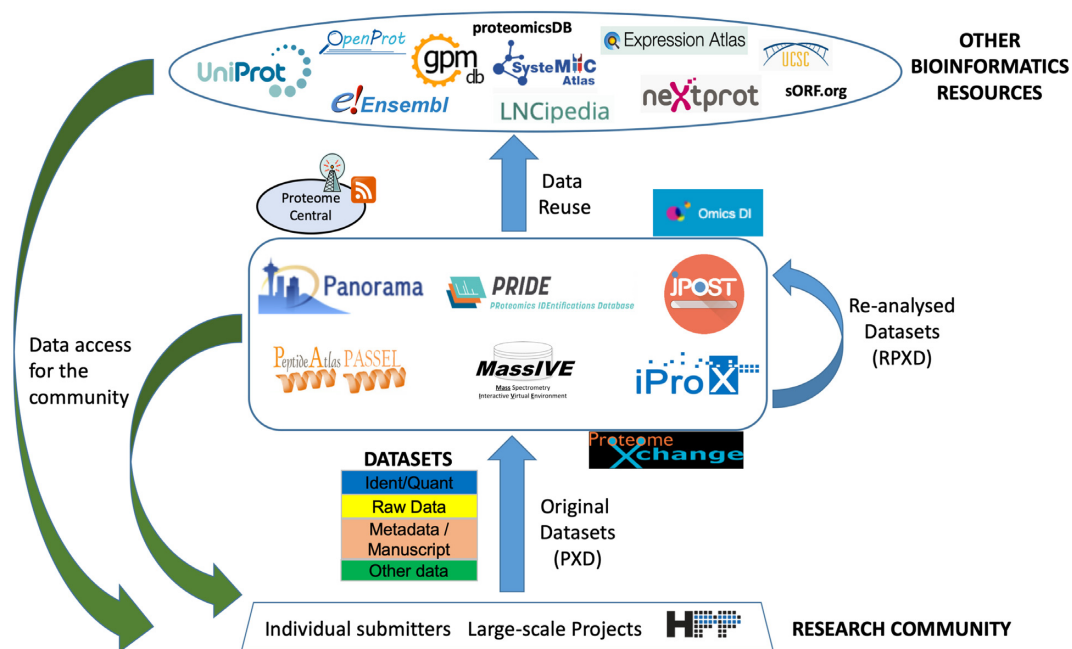 proteomicsDB
OpenProt
UniProt
gpm
db
SysteMHC
Atlas
Expression Atlas
UCSC
e!Ensembl
LNCipedia
neXtprot
sORF.org
OTHER
BIOINFORMATICS
RESOURCES
Proteome
Central
Data
Reuse
Omics DI
Panorama
PRIDE
PRoteomics IDEntifications Database
jPOST
PeptideAtlas PASSEL
MassIVE
Mass Spectrometry
Interactive Virtual Environment
iProX
Re-analysed
Datasets
(RPXD)
Data access
for the
community
Proteome
Xchange
DATASETS
Ident/Quant
Raw Data
Metadata /
Manuscript
Other data
Original
Datasets
(PXD)
Individual submitters
Large-scale Projects
HPP
RESEARCH COMMUNITY